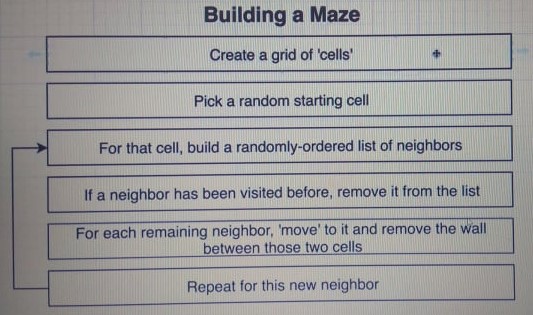 Building a Maze
Create a grid of 'cells'
Pick a random starting cell
For that cell, build a randomly-ordered list of neighbors
If a neighbor has been visited before, remove it from the list
For each remaining neighbor, 'move' to it and remove the wall
between those two cells
Repeat for this new neighbor